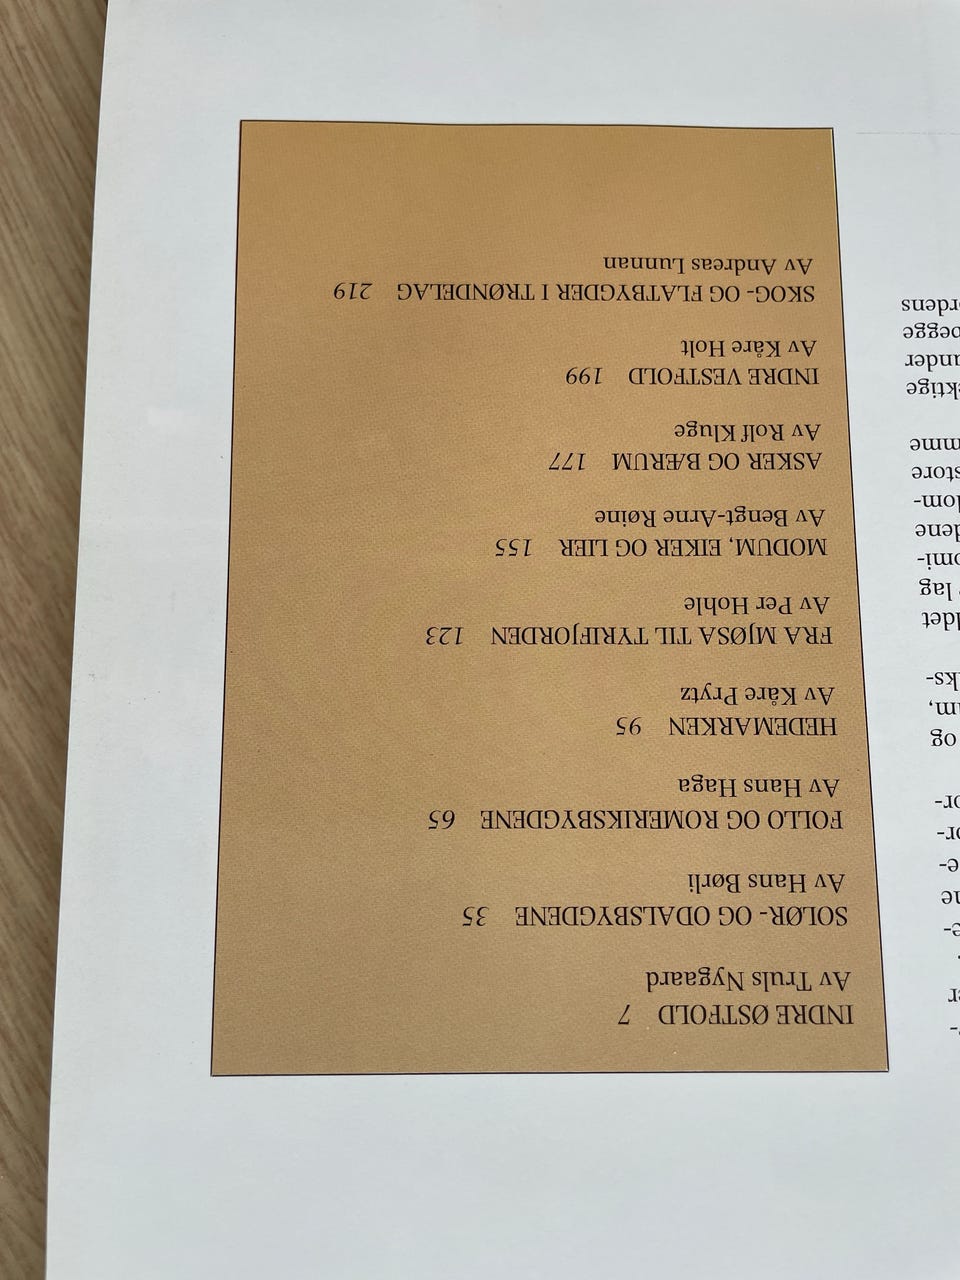 INDRE ØSTFOLD 7
Av Truls Nygaard
SOLØR- OG ODALSBYGDENE 35
Av Hans Børli
FOLLO OG ROMERIKSBYGDENE 65
Av Hans Haga
HEDEMARKEN 95
Av Kåre Prytz
FRA MJØSA TIL TYRIFJORDEN 123
Av Per Hohle
MODUM, EIKER OG LIER 155
Av Bengt-Arne Røine
ASKER OG BÆRUM 177
Av Rolf Kluge
INDRE VESTFOLD 199
Av Kåre Holt
SKOG- OG FLATBYGDER I TRØNDELAG 219
Av Andreas Lunnan
og
lag
store